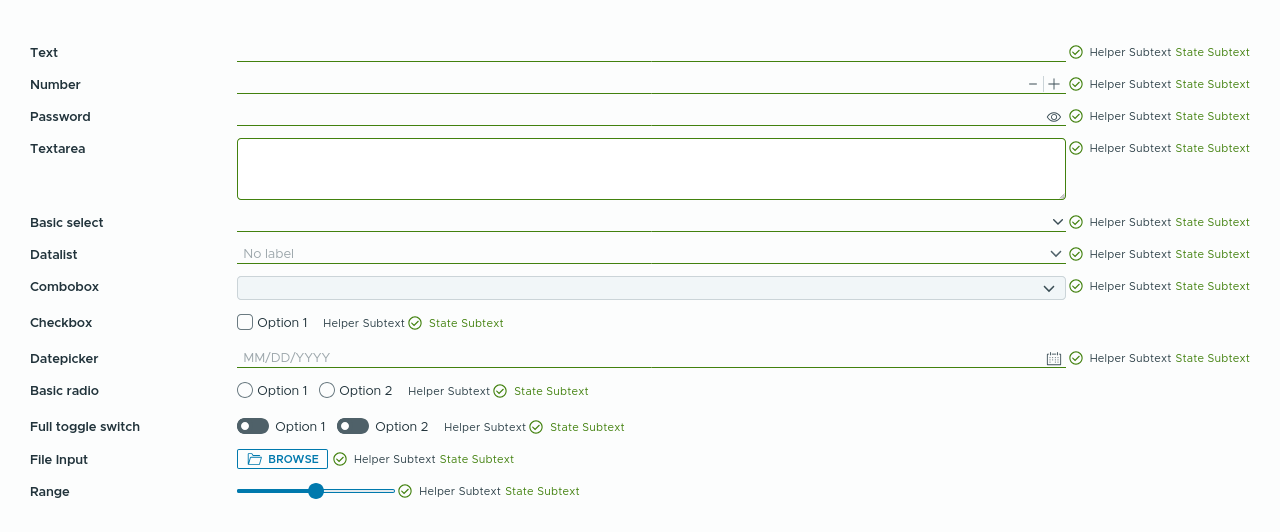 Text Helper Subtext State Subtext
Number Helper Subtext State Subtext
Password Helper Subtext State Subtext
Textarea Helper Subtext State Subtext
Basic select Helper Subtext State Subtext
Datalist No label Helper Subtext State Subtext
Combobox Helper Subtext State Subtext
Checkbox Option 1 Helper Subtext State Subtext
Datepicker MM/DD/YYYY Helper Subtext State Subtext
Basic radio Option 1 Option 2 Helper Subtext State Subtext
Full toggle switch Option 1 Option 2 Helper Subtext State Subtext
File Input BROWSE Helper Subtext State Subtext
Range Helper Subtext State Subtext